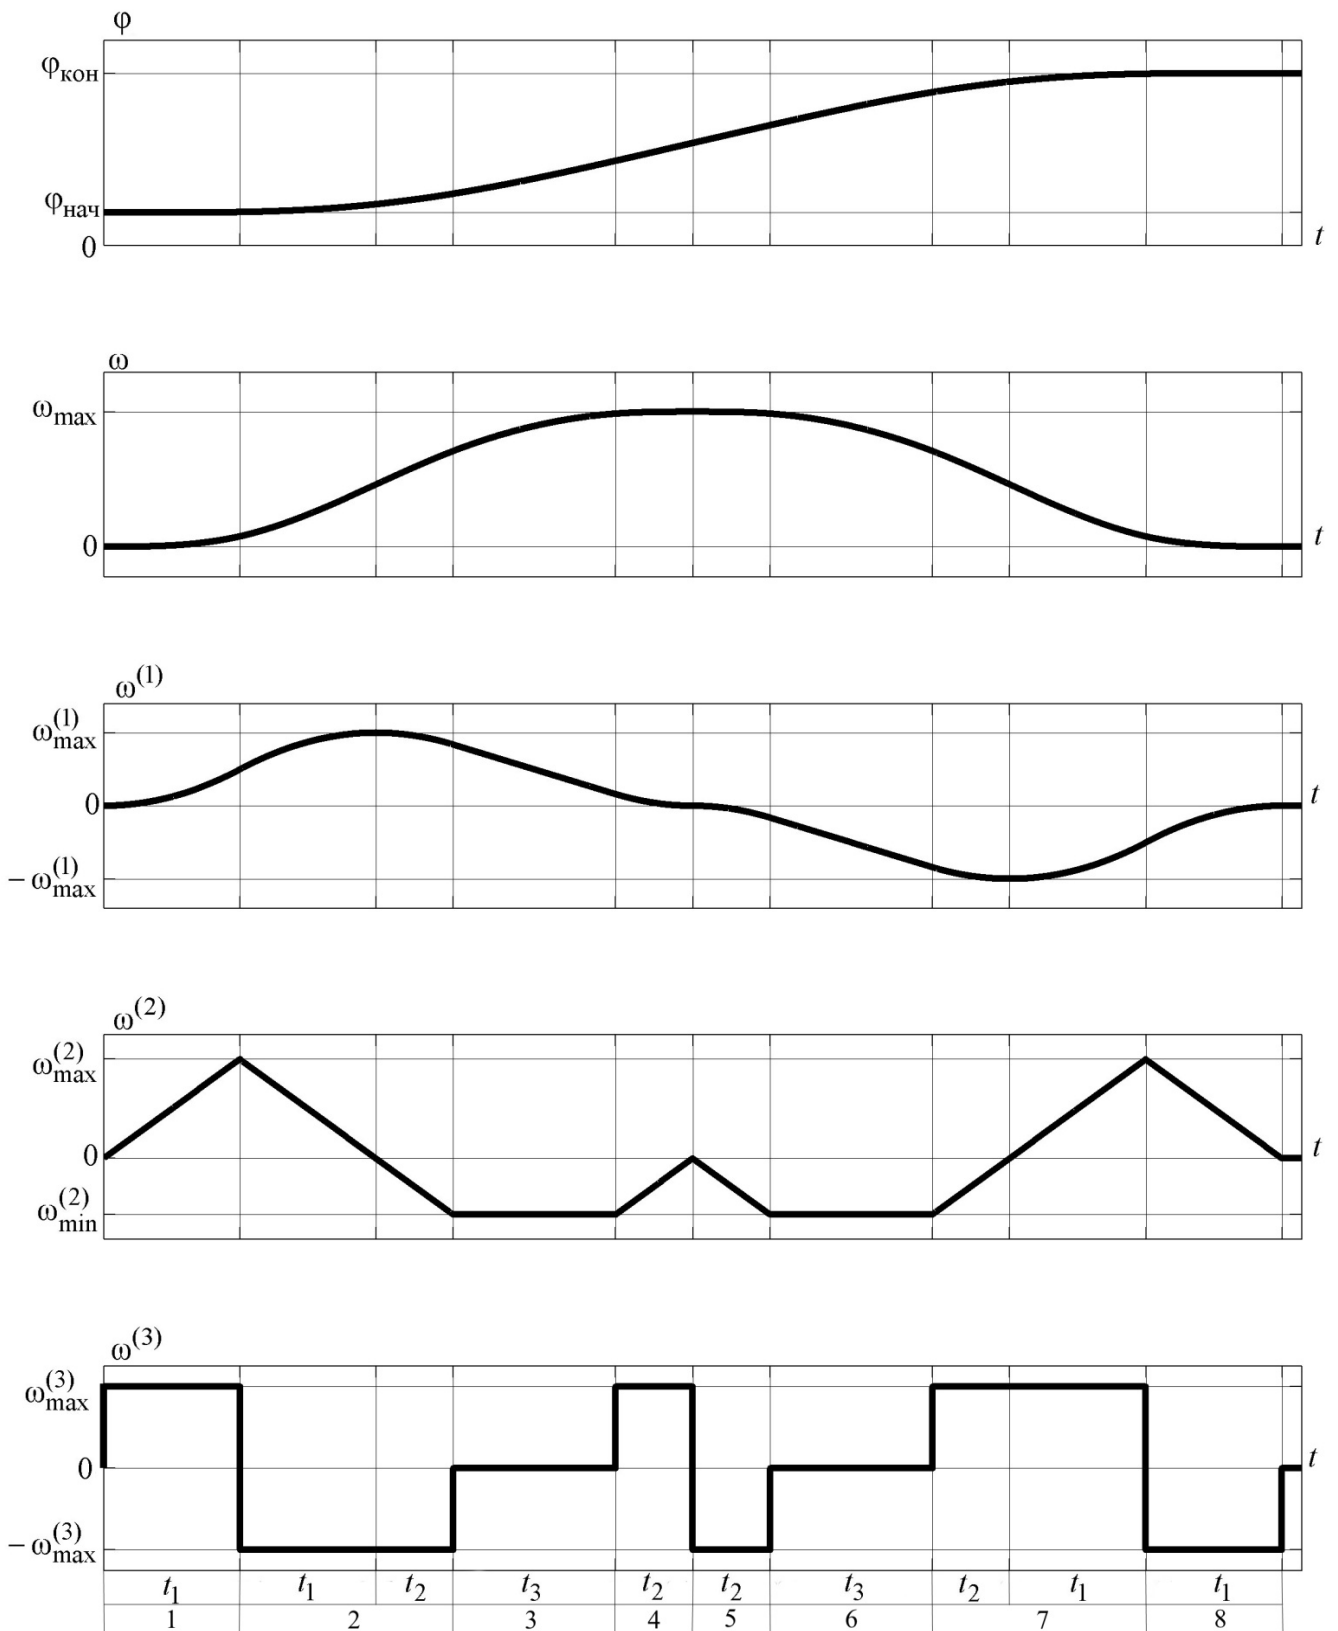 φ
φкон
φнач
0
t
ω
ωmax
0
t
ω(1)
ω(1)max
0
t
− ω(1)max
ω(2)
ω(2)max
0
t
ω(2)min
ω(3)
ω(3)max
0
t
− ω(3)max
t1 t1 t2 t3 t2 t2 t3 t2 t1 t1
1 2 3 4 5 6 7 8